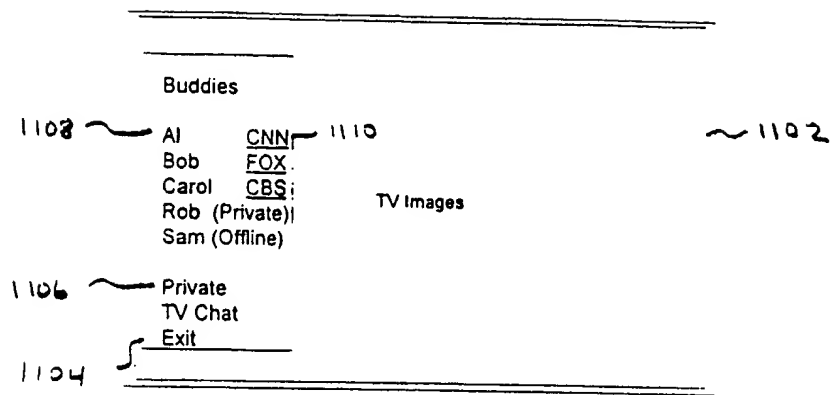 Buddies
1108 Al CNN 1110 1102
Bob FOX
Carol CBS TV Images
Rob (Private)
Sam (Offline)
1106 Private
TV Chat
Exit
1104